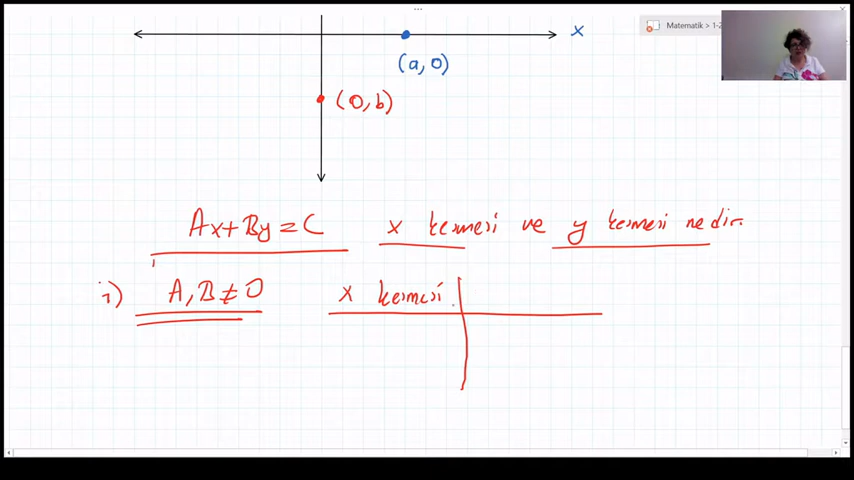 x
Matematik > 1-2
(a, 0)
(0, b)
Ax+By=C x kesmesi ve y kesmesi nedir.
i) A, B ≠ 0 x kesmesi